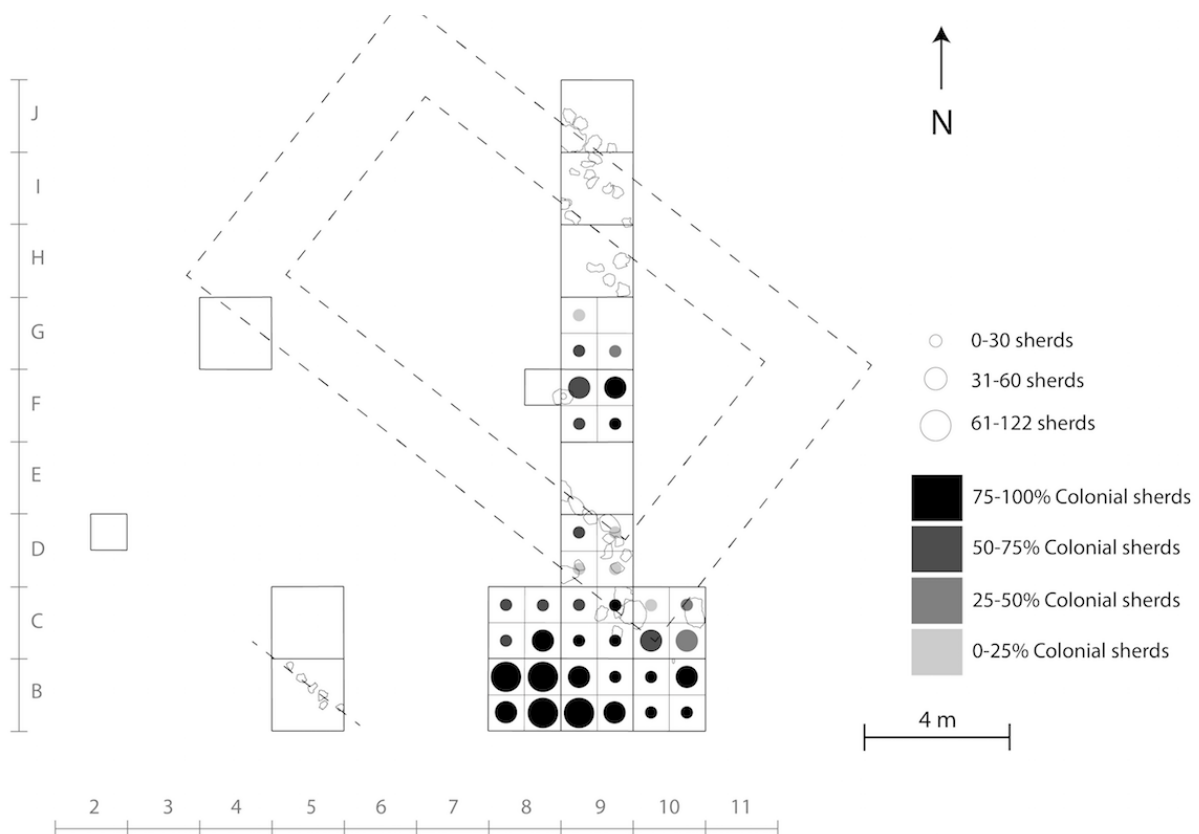 J
I
H
G
F
E
D
C
B
2 3 4 5 6 7 8 9 10 11
N
0-30 sherds
31-60 sherds
61-122 sherds
75-100% Colonial sherds
50-75% Colonial sherds
25-50% Colonial sherds
0-25% Colonial sherds
4 m